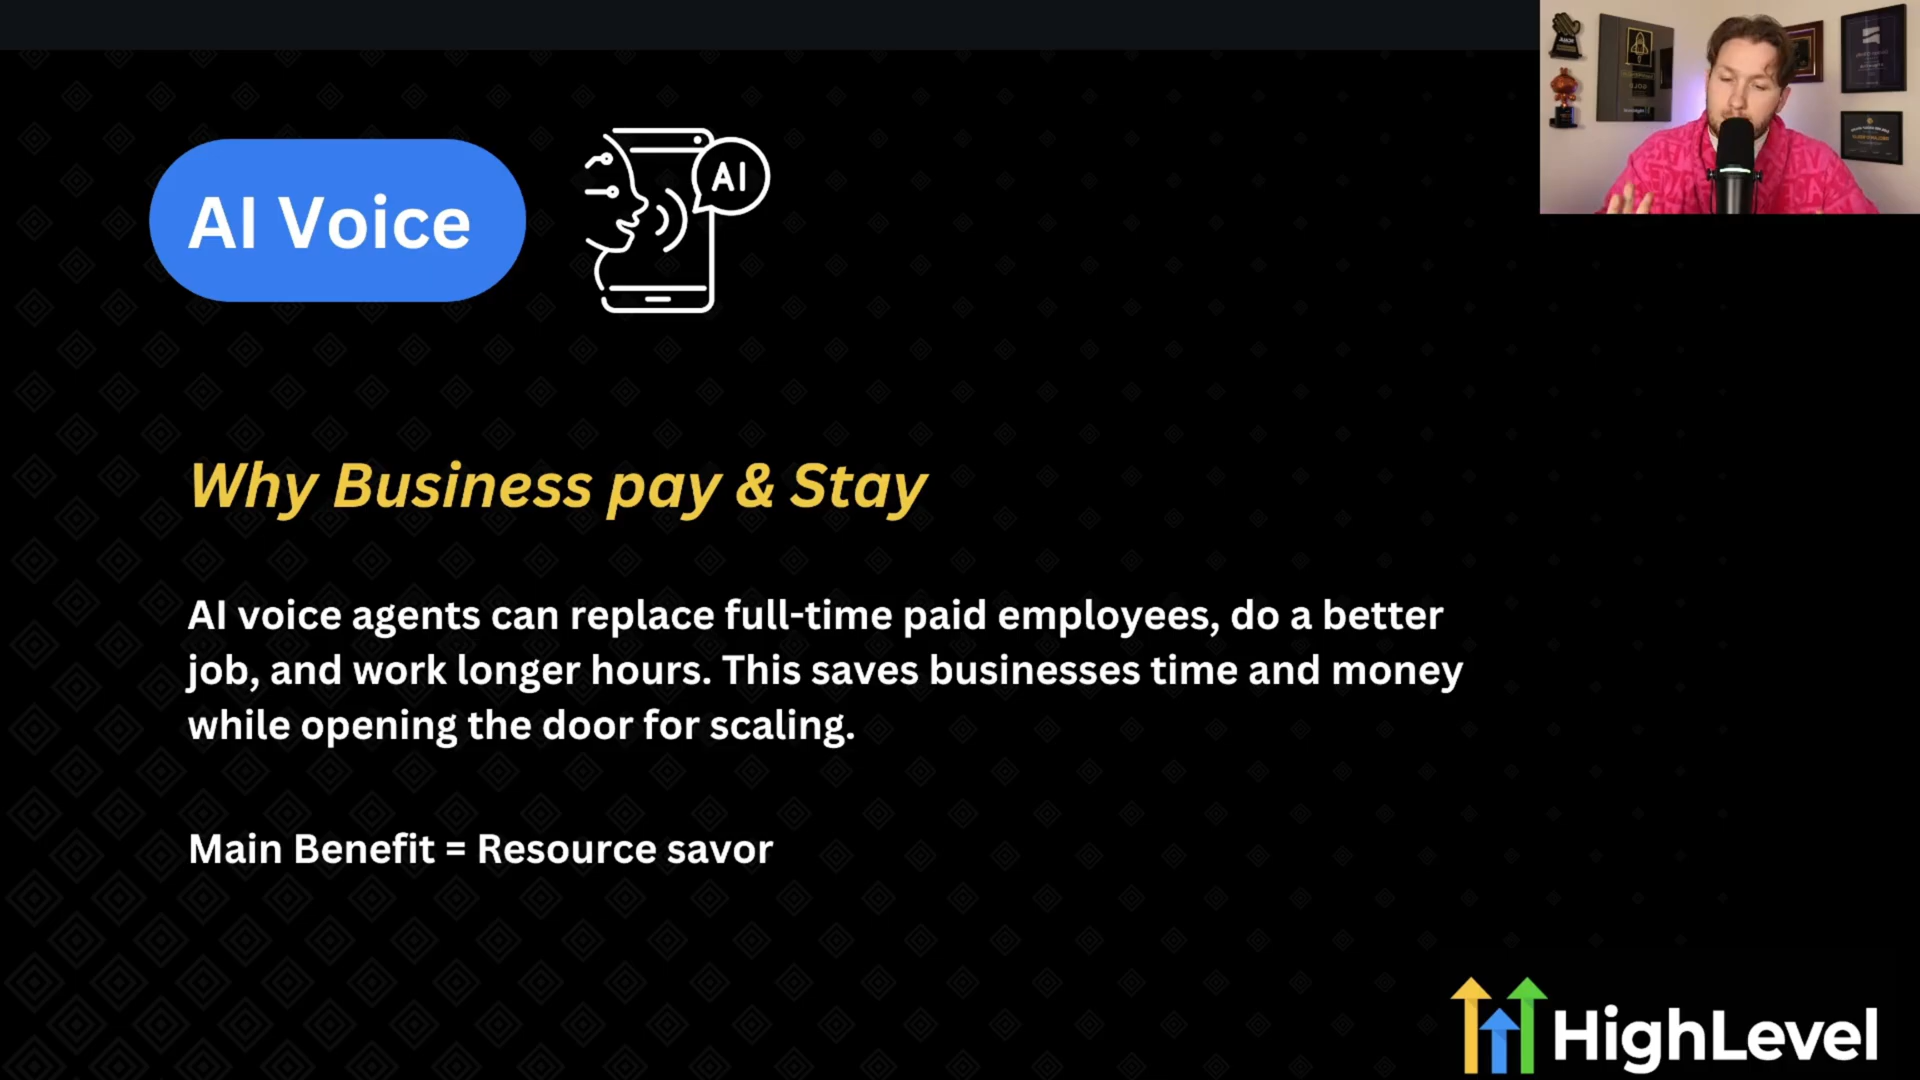 AI Voice
AI
Why Business pay & Stay
AI voice agents can replace full-time paid employees, do a better
job, and work longer hours. This saves businesses time and money
while opening the door for scaling.
Main Benefit = Resource savor
HighLevel